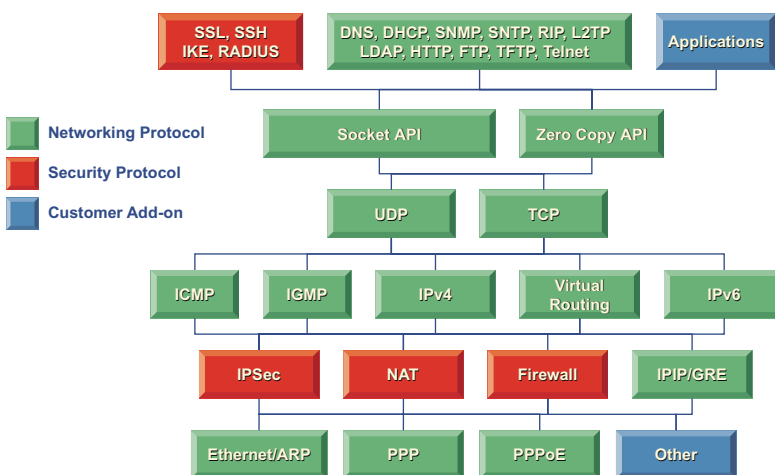 SSL, SSH
IKE, RADIUS
DNS, DHCP, SNMP, SNTP, RIP, L2TP
LDAP, HTTP, FTP, TFTP, Telnet
Applications
Networking Protocol
Security Protocol
Customer Add-on
Socket API
Zero Copy API
UDP
TCP
ICMP
IGMP
IPv4
Virtual
Routing
IPv6
IPSec
NAT
Firewall
IPIP/GRE
Ethernet/ARP
PPP
PPPoE
Other